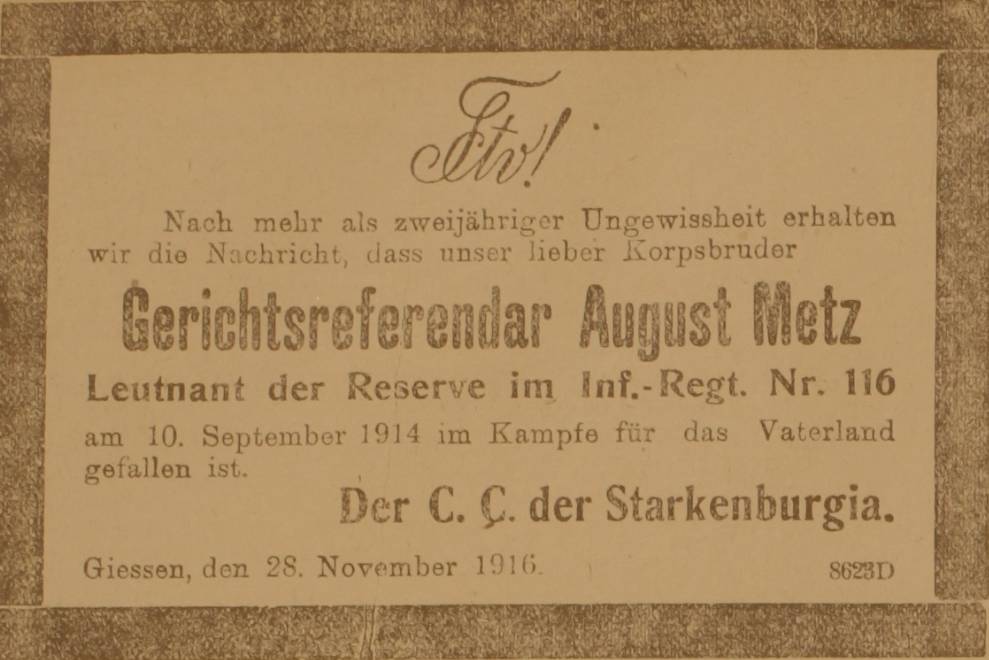 Ftv!
Nach mehr als zweijähriger Ungewissheit erhalten
wir die Nachricht, dass unser lieber Korpsbruder
Gerichtsreferendar August Metz
Leutnant der Reserve im Inf.-Regt. Nr. 116
am 10. September 1914 im Kampfe für das Vaterland
gefallen ist.
Der C. C. der Starkenburgia.
Giessen, den 28. November 1916.
8623D